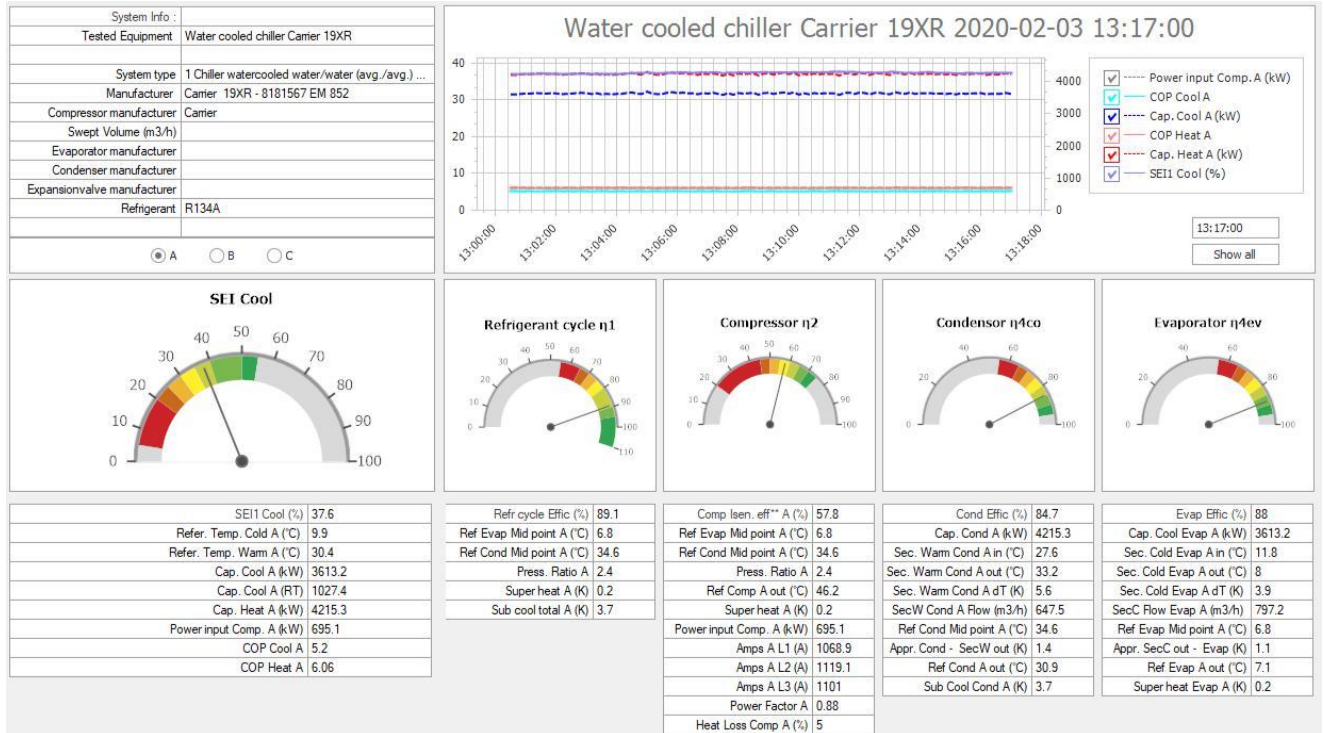 System Info :
Tested Equipment Water cooled chiller Carrier 19XR
System type 1 Chiller watercooled water/water (avg./avg.) ...
Manufacturer Carrier 19XR - 8181567 EM 852
Compressor manufacturer Carrier
Swept Volume (m3/h)
Evaporator manufacturer
Condenser manufacturer
Expansionvalve manufacturer
Refrigerant R134A
A B C
Water cooled chiller Carrier 19XR 2020-02-03 13:17:00
40
30
20
10
0
4000
3000
2000
1000
0
13:00:00 13:02:00 13:04:00 13:06:00 13:08:00 13:10:00 13:12:00 13:14:00 13:16:00 13:18:00
Power input Comp. A (kW)
COP Cool A
Cap. Cool A (kW)
COP Heat A
Cap. Heat A (kW)
SEI1 Cool (%)
13:17:00
Show all
SEI Cool
0 10 20 30 40 50 60 70 80 90 100
Refrigerant cycle η1
0 10 20 30 40 50 60 70 80 90 100 110
Compressor η2
0 10 20 30 40 50 60 70 80 90 100
Condensor η4co
0 20 40 60 80 100
Evaporator η4ev
0 20 40 60 80 100
SEI1 Cool (%) 37.6
Refer. Temp. Cold A (°C) 9.9
Refer. Temp. Warm A (°C) 30.4
Cap. Cool A (kW) 3613.2
Cap. Cool A (RT) 1027.4
Cap. Heat A (kW) 4215.3
Power input Comp. A (kW) 695.1
COP Cool A 5.2
COP Heat A 6.06
Refr cycle Effic (%) 89.1
Ref Evap Mid point A (°C) 6.8
Ref Cond Mid point A (°C) 34.6
Press. Ratio A 2.4
Super heat A (K) 0.2
Sub cool total A (K) 3.7
Comp Isen. eff** A (%) 57.8
Ref Evap Mid point A (°C) 6.8
Ref Cond Mid point A (°C) 34.6
Press. Ratio A 2.4
Ref Comp A out (°C) 46.2
Super heat A (K) 0.2
Power input Comp. A (kW) 695.1
Amps A L1 (A) 1068.9
Amps A L2 (A) 1119.1
Amps A L3 (A) 1101
Power Factor A 0.88
Heat Loss Comp A (%) 5
Cond Effic (%) 84.7
Cap. Cond A (kW) 4215.3
Sec. Warm Cond A in (°C) 27.6
Sec. Warm Cond A out (°C) 33.2
Sec. Warm Cond A dT (K) 5.6
SecW Cond A Flow (m3/h) 647.5
Ref Cond Mid point A (°C) 34.6
Appr. Cond - SecW out (K) 1.4
Ref Cond A out (°C) 30.9
Sub Cool Cond A (K) 3.7
Evap Effic (%) 88
Cap. Cool Evap A (kW) 3613.2
Sec. Cold Evap A in (°C) 11.8
Sec. Cold Evap A out (°C) 8
Sec. Cold Evap A dT (K) 3.9
SecC Flow Evap A (m3/h) 797.2
Ref Evap Mid point A (°C) 6.8
Appr. SecC out - Evap (K) 1.1
Ref Evap A out (°C) 7.1
Super heat Evap A (K) 0.2